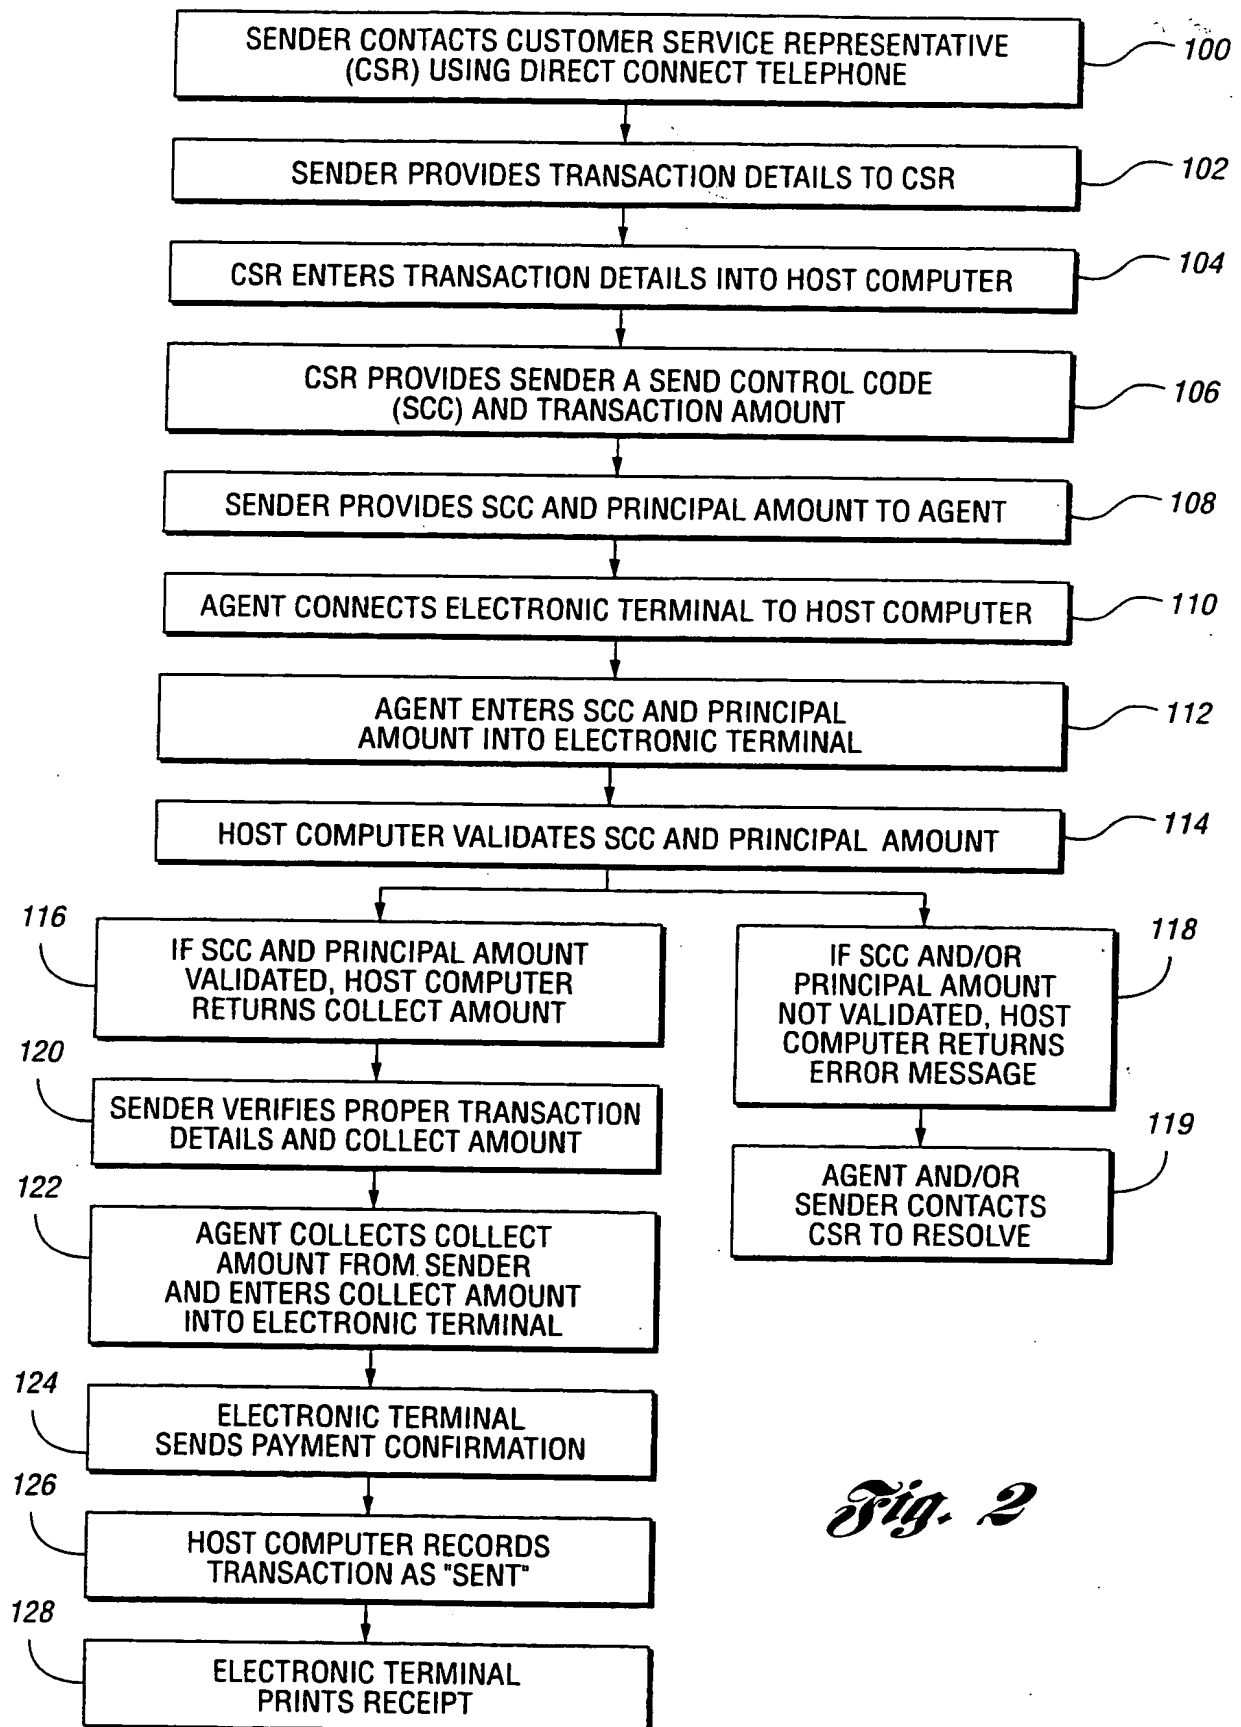 SENDER CONTACTS CUSTOMER SERVICE REPRESENTATIVE
(CSR) USING DIRECT CONNECT TELEPHONE
100
SENDER PROVIDES TRANSACTION DETAILS TO CSR
102
CSR ENTERS TRANSACTION DETAILS INTO HOST COMPUTER
104
CSR PROVIDES SENDER A SEND CONTROL CODE
(SCC) AND TRANSACTION AMOUNT
106
SENDER PROVIDES SCC AND PRINCIPAL AMOUNT TO AGENT
108
AGENT CONNECTS ELECTRONIC TERMINAL TO HOST COMPUTER
110
AGENT ENTERS SCC AND PRINCIPAL
AMOUNT INTO ELECTRONIC TERMINAL
112
HOST COMPUTER VALIDATES SCC AND PRINCIPAL AMOUNT
114
116
IF SCC AND PRINCIPAL AMOUNT
VALIDATED, HOST COMPUTER
RETURNS COLLECT AMOUNT
118
IF SCC AND/OR
PRINCIPAL AMOUNT
NOT VALIDATED, HOST
COMPUTER RETURNS
ERROR MESSAGE
120
SENDER VERIFIES PROPER TRANSACTION
DETAILS AND COLLECT AMOUNT
119
AGENT AND/OR
SENDER CONTACTS
CSR TO RESOLVE
122
AGENT COLLECTS COLLECT
AMOUNT FROM SENDER
AND ENTERS COLLECT AMOUNT
INTO ELECTRONIC TERMINAL
124
ELECTRONIC TERMINAL
SENDS PAYMENT CONFIRMATION
126
HOST COMPUTER RECORDS
TRANSACTION AS "SENT"
128
ELECTRONIC TERMINAL
PRINTS RECEIPT
Fig. 2